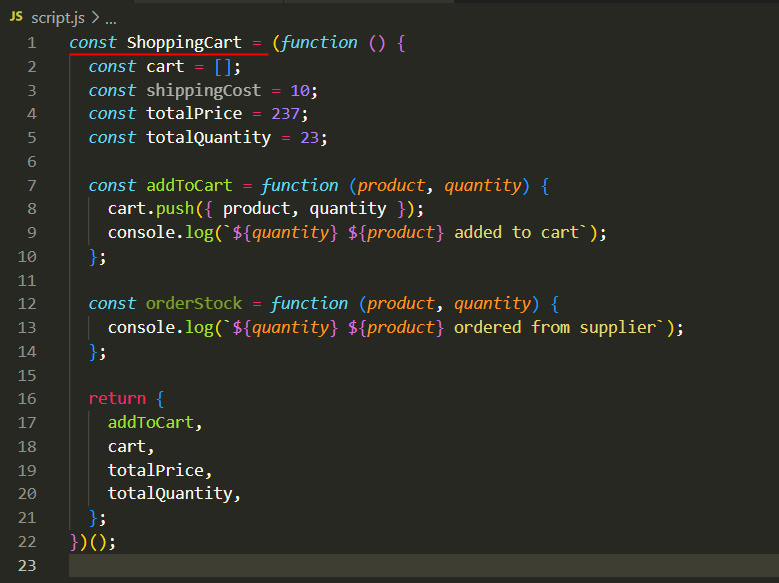 JS script.js > ...
1 const ShoppingCart = (function () {
2   const cart = [];
3   const shippingCost = 10;
4   const totalPrice = 237;
5   const totalQuantity = 23;
6
7   const addToCart = function (product, quantity) {
8     cart.push({ product, quantity });
9     console.log(`${quantity} ${product} added to cart`);
10   };
11
12   const orderStock = function (product, quantity) {
13     console.log(`${quantity} ${product} ordered from supplier`);
14   };
15
16   return {
17     addToCart,
18     cart,
19     totalPrice,
20     totalQuantity,
21   };
22 })();
23